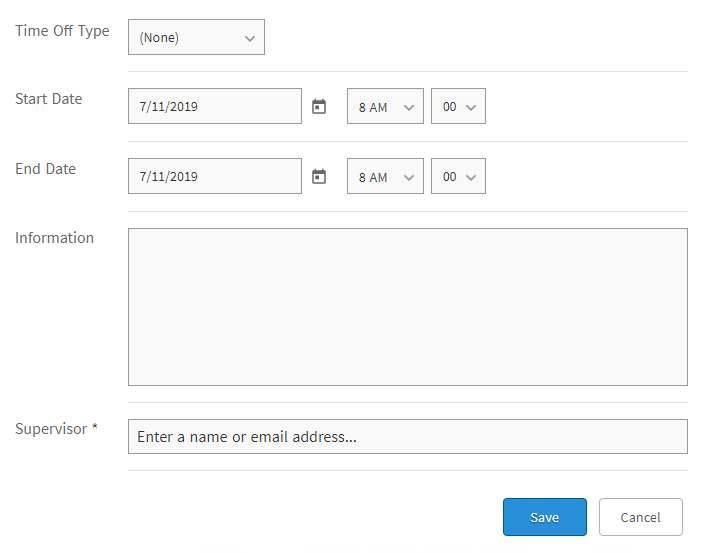 Time Off Type (None)
Start Date 7/11/2019 8 AM 00
End Date 7/11/2019 8 AM 00
Information
Supervisor * Enter a name or email address...
Save Cancel